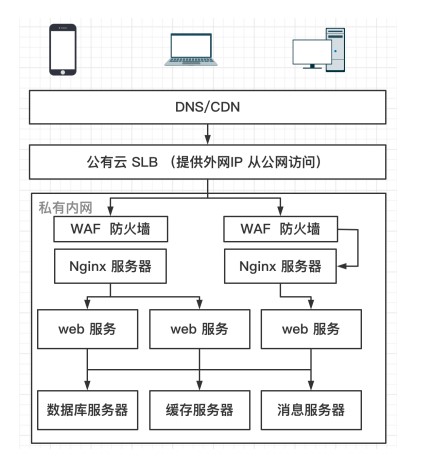 DNS/CDN
公有云 SLB （提供外网IP 从公网访问）
私有内网
WAF 防火墙
WAF 防火墙
Nginx 服务器
Nginx 服务器
web 服务
web 服务
web 服务
数据库服务器
缓存服务器
消息服务器